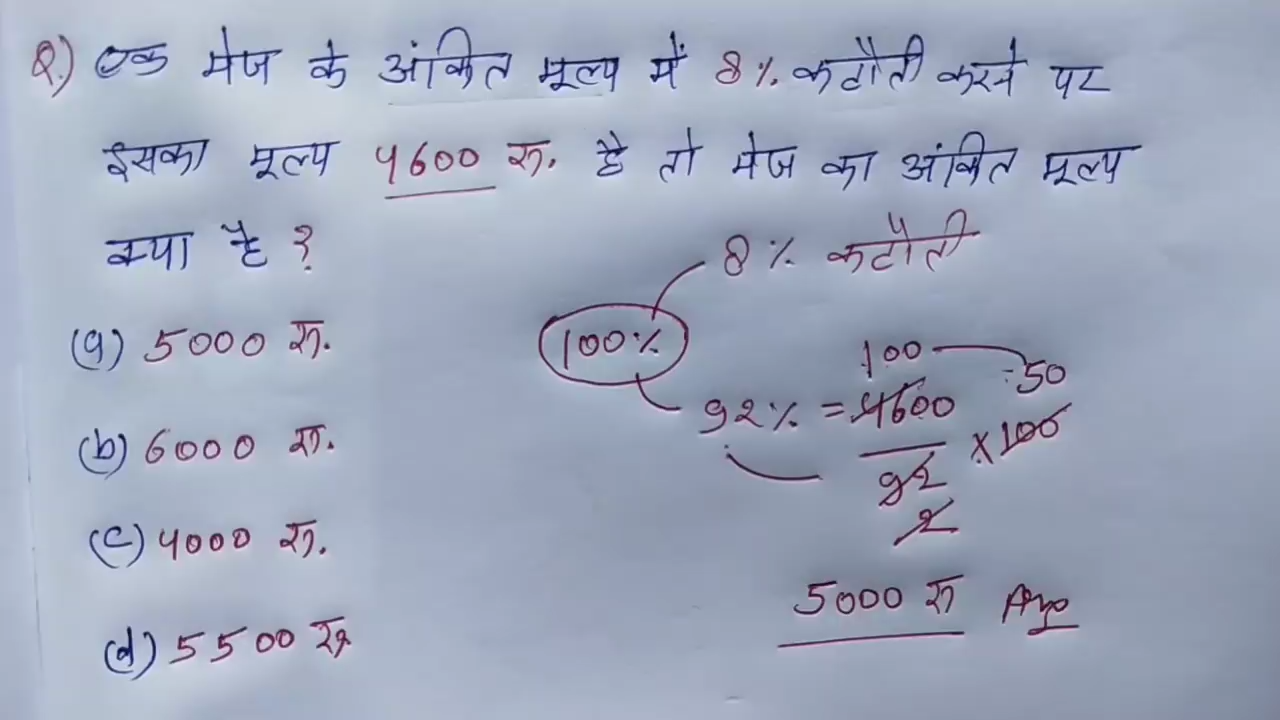 Q.) एक मेज के अंकित मूल्य में 8% कटौती करने पर
इसका मूल्य 4600 रु. है तो मेज का अंकित मूल्य
क्या है ?
8% कटौती
(a) 5000 रु.
100%
100
50
92% = 4600
92
× 100
2
(b) 6000 रु.
(c) 4000 रु.
5000 रु Ans
(d) 5500 रु